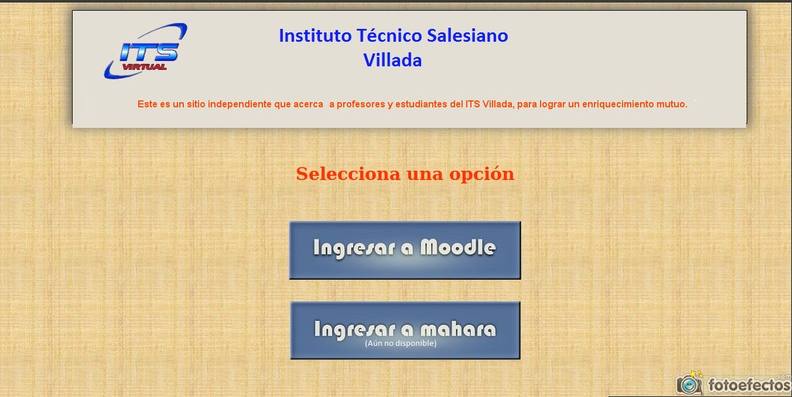 ITS
VIRTUAL
Instituto Técnico Salesiano
Villada
Este es un sitio independiente que acerca a profesores y estudiantes del ITS Villada, para lograr un enriquecimiento mutuo.
Selecciona una opción
Ingresar a Moodle
Ingresar a mahara
(Aún no disponible)
fotoefectos